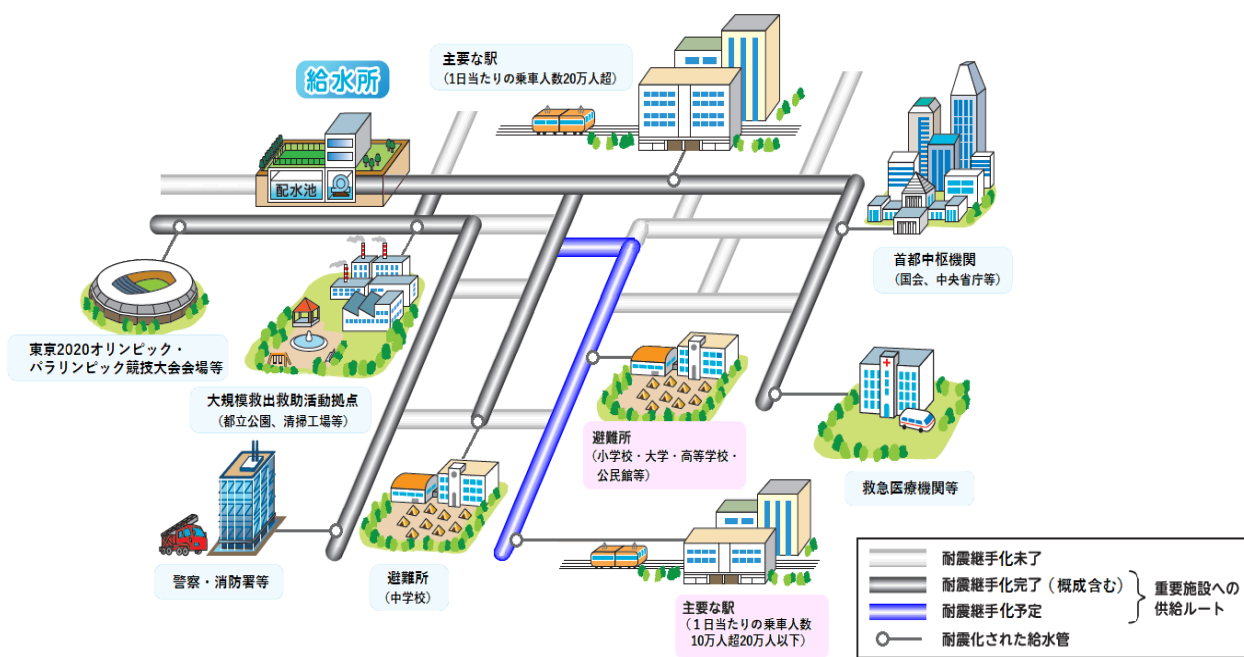 主要な駅
（1日当たりの乗車人数20万人超）
給水所
配水池
首都中枢機関
（国会、中央省庁等）
東京2020オリンピック・
パラリンピック競技大会会場等
大規模救出救助活動拠点
（都立公園、清掃工場等）
避難所
（小学校・大学・高等学校・
公民館等）
救急医療機関等
警察・消防署等
避難所
（中学校）
主要な駅
（１日当たりの乗車人数
10万人超20万人以下）
耐震継手化未了
耐震継手化完了（概成含む）
耐震継手化予定
重要施設への
供給ルート
耐震化された給水管